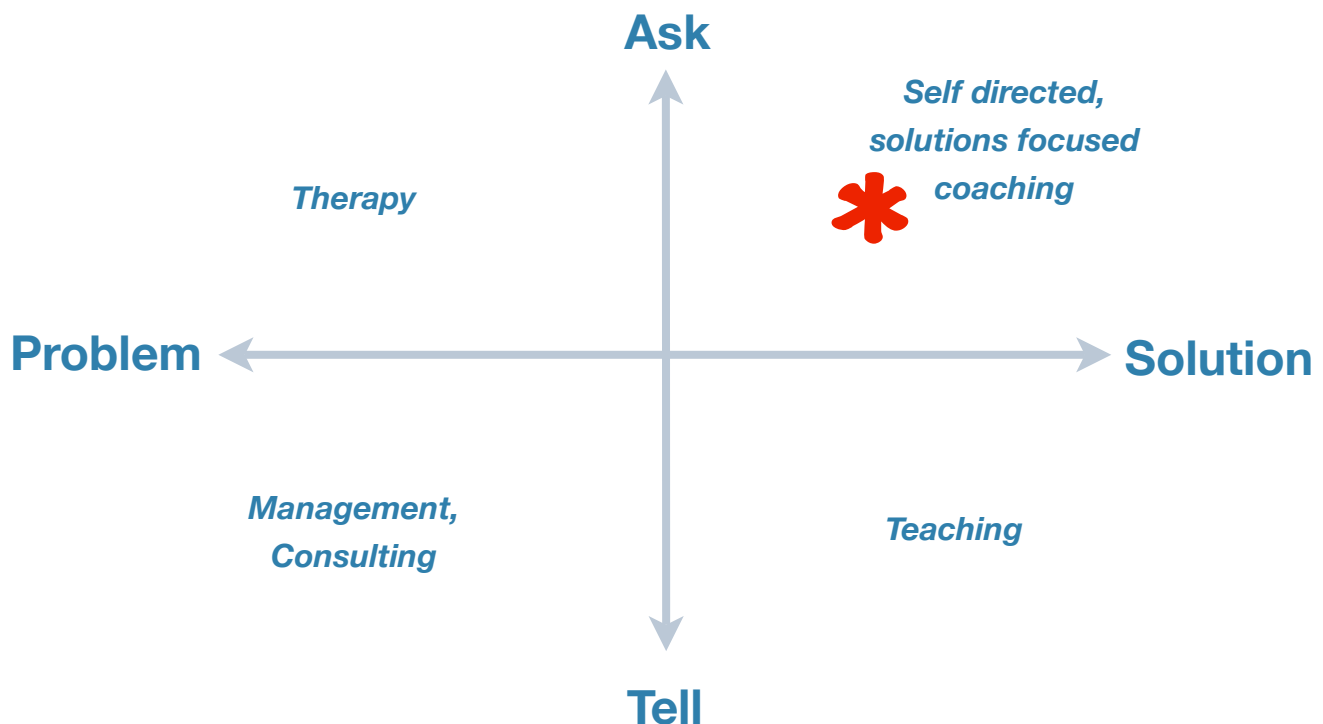 Ask
Self directed,
solutions focused
coaching
Therapy
Problem
Solution
Management,
Consulting
Teaching
Tell